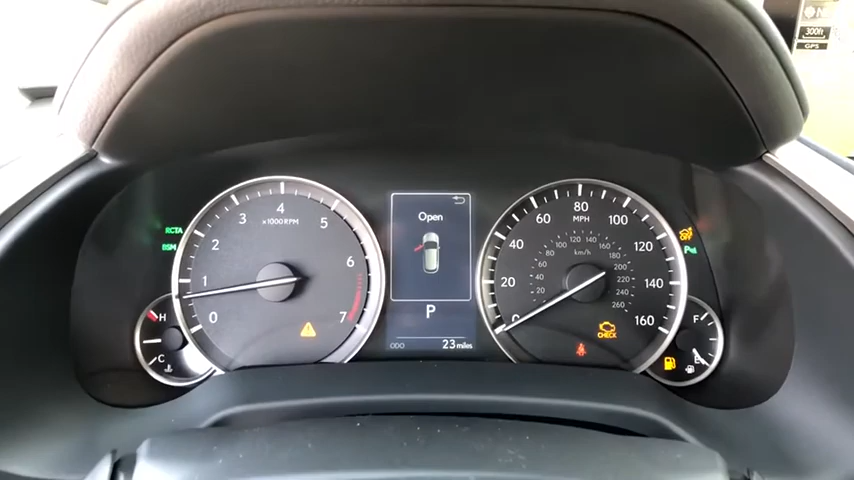 N
300ft
GPS
RCTA
BSM
x1000RPM
0
1
2
3
4
5
6
7
H
C
Open
P
ODO
23 miles
MPH
0
20
40
60
80
100
120
140
160
km/h
20
40
60
80
100
120
140
160
180
200
220
240
260
CHECK
OFF
P
F
E